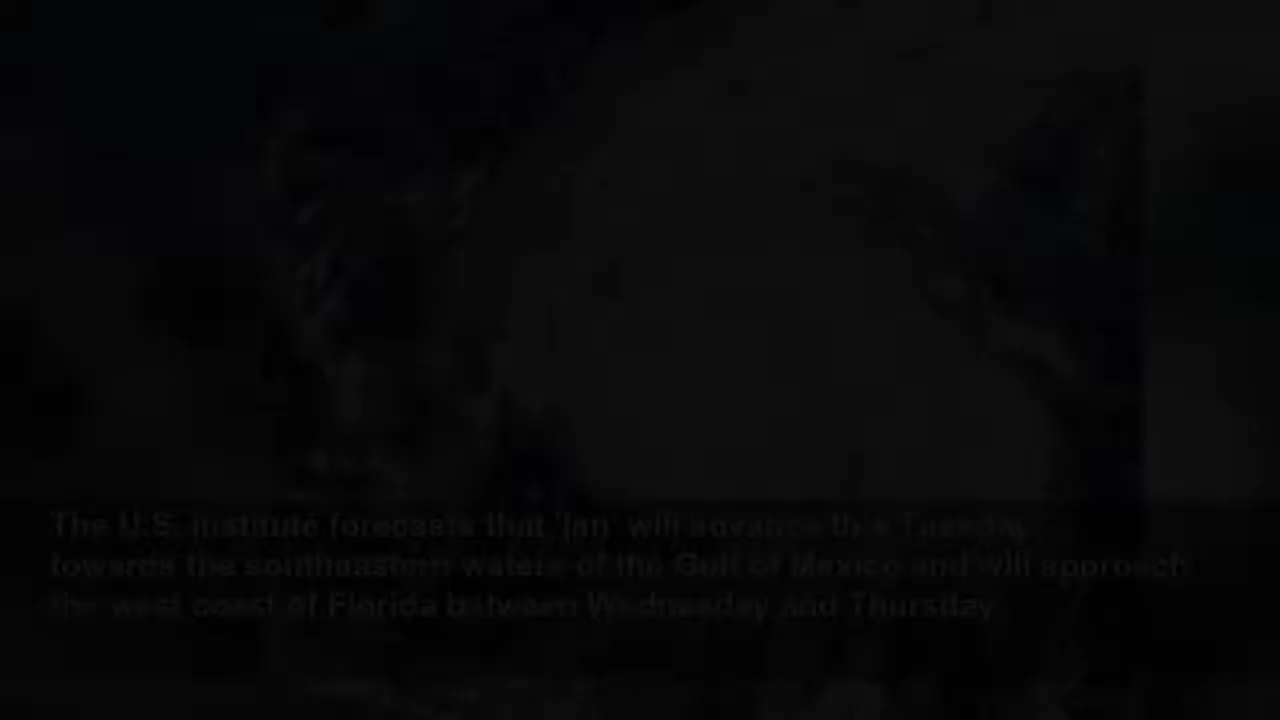 The U.S. institute forecasts that 'Ian' will advance this Tuesday
towards the southeastern waters of the Gulf of Mexico and will approach
the west coast of Florida between Wednesday and Thursday.